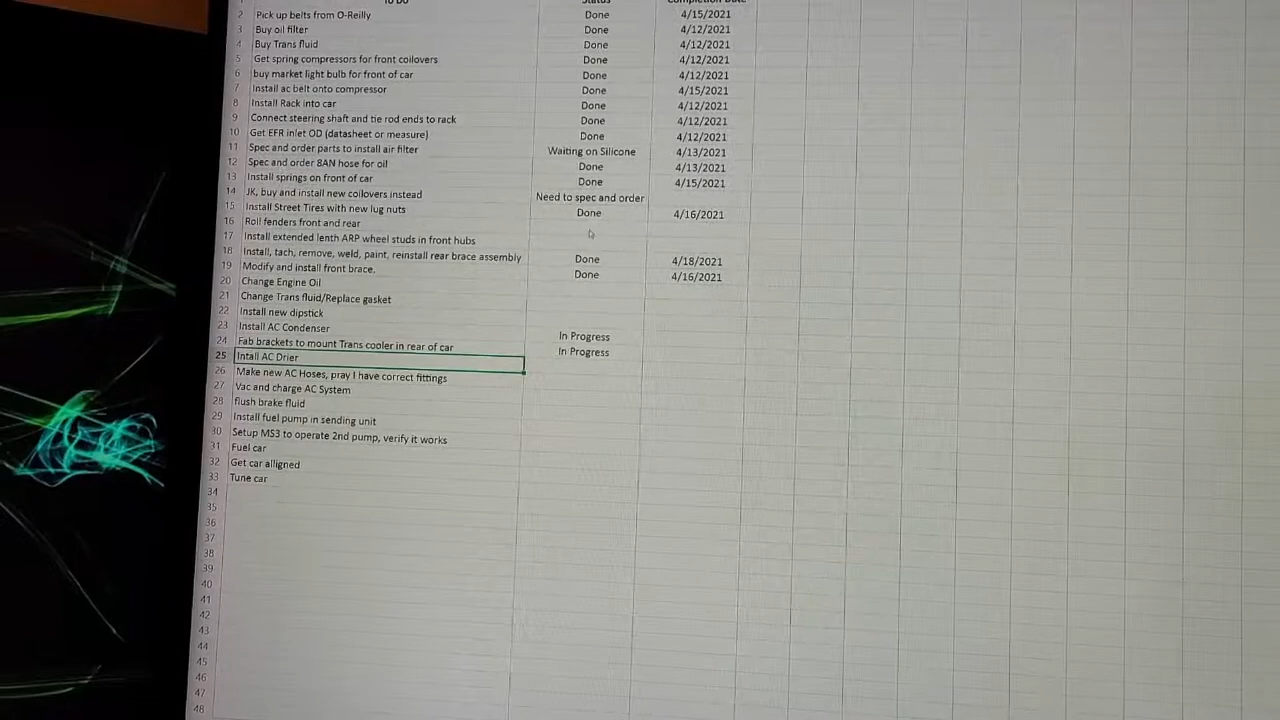 To Do Status Completion Date
2 Pick up belts from O-Reilly Done 4/15/2021
3 Buy oil filter Done 4/12/2021
4 Buy Trans fluid Done 4/12/2021
5 Get spring compressors for front coilovers Done 4/12/2021
6 buy market light bulb for front of car Done 4/12/2021
7 Install ac belt onto compressor Done 4/15/2021
8 Install Rack into car Done 4/12/2021
9 Connect steering shaft and tie rod ends to rack Done 4/12/2021
10 Get EFR inlet OD (datasheet or measure) Done 4/12/2021
11 Spec and order parts to install air filter Waiting on Silicone 4/13/2021
12 Spec and order 8AN hose for oil Done 4/13/2021
13 Install springs on front of car Done 4/15/2021
14 JK, buy and install new coilovers instead Need to spec and order
15 Install Street Tires with new lug nuts Done 4/16/2021
16 Roll fenders front and rear
17 Install extended lenth ARP wheel studs in front hubs
18 Install, tach, remove, weld, paint, reinstall rear brace assembly Done 4/18/2021
19 Modify and install front brace. Done 4/16/2021
20 Change Engine Oil
21 Change Trans fluid/Replace gasket
22 Install new dipstick
23 Install AC Condenser In Progress
24 Fab brackets to mount Trans cooler in rear of car In Progress
25 Intall AC Drier
26 Make new AC Hoses, pray I have correct fittings
27 Vac and charge AC System
28 flush brake fluid
29 Install fuel pump in sending unit
30 Setup MS3 to operate 2nd pump, verify it works
31 Fuel car
32 Get car alligned
33 Tune car
34
35
36
37
38
39
40
41
42
43
44
45
46
47
48